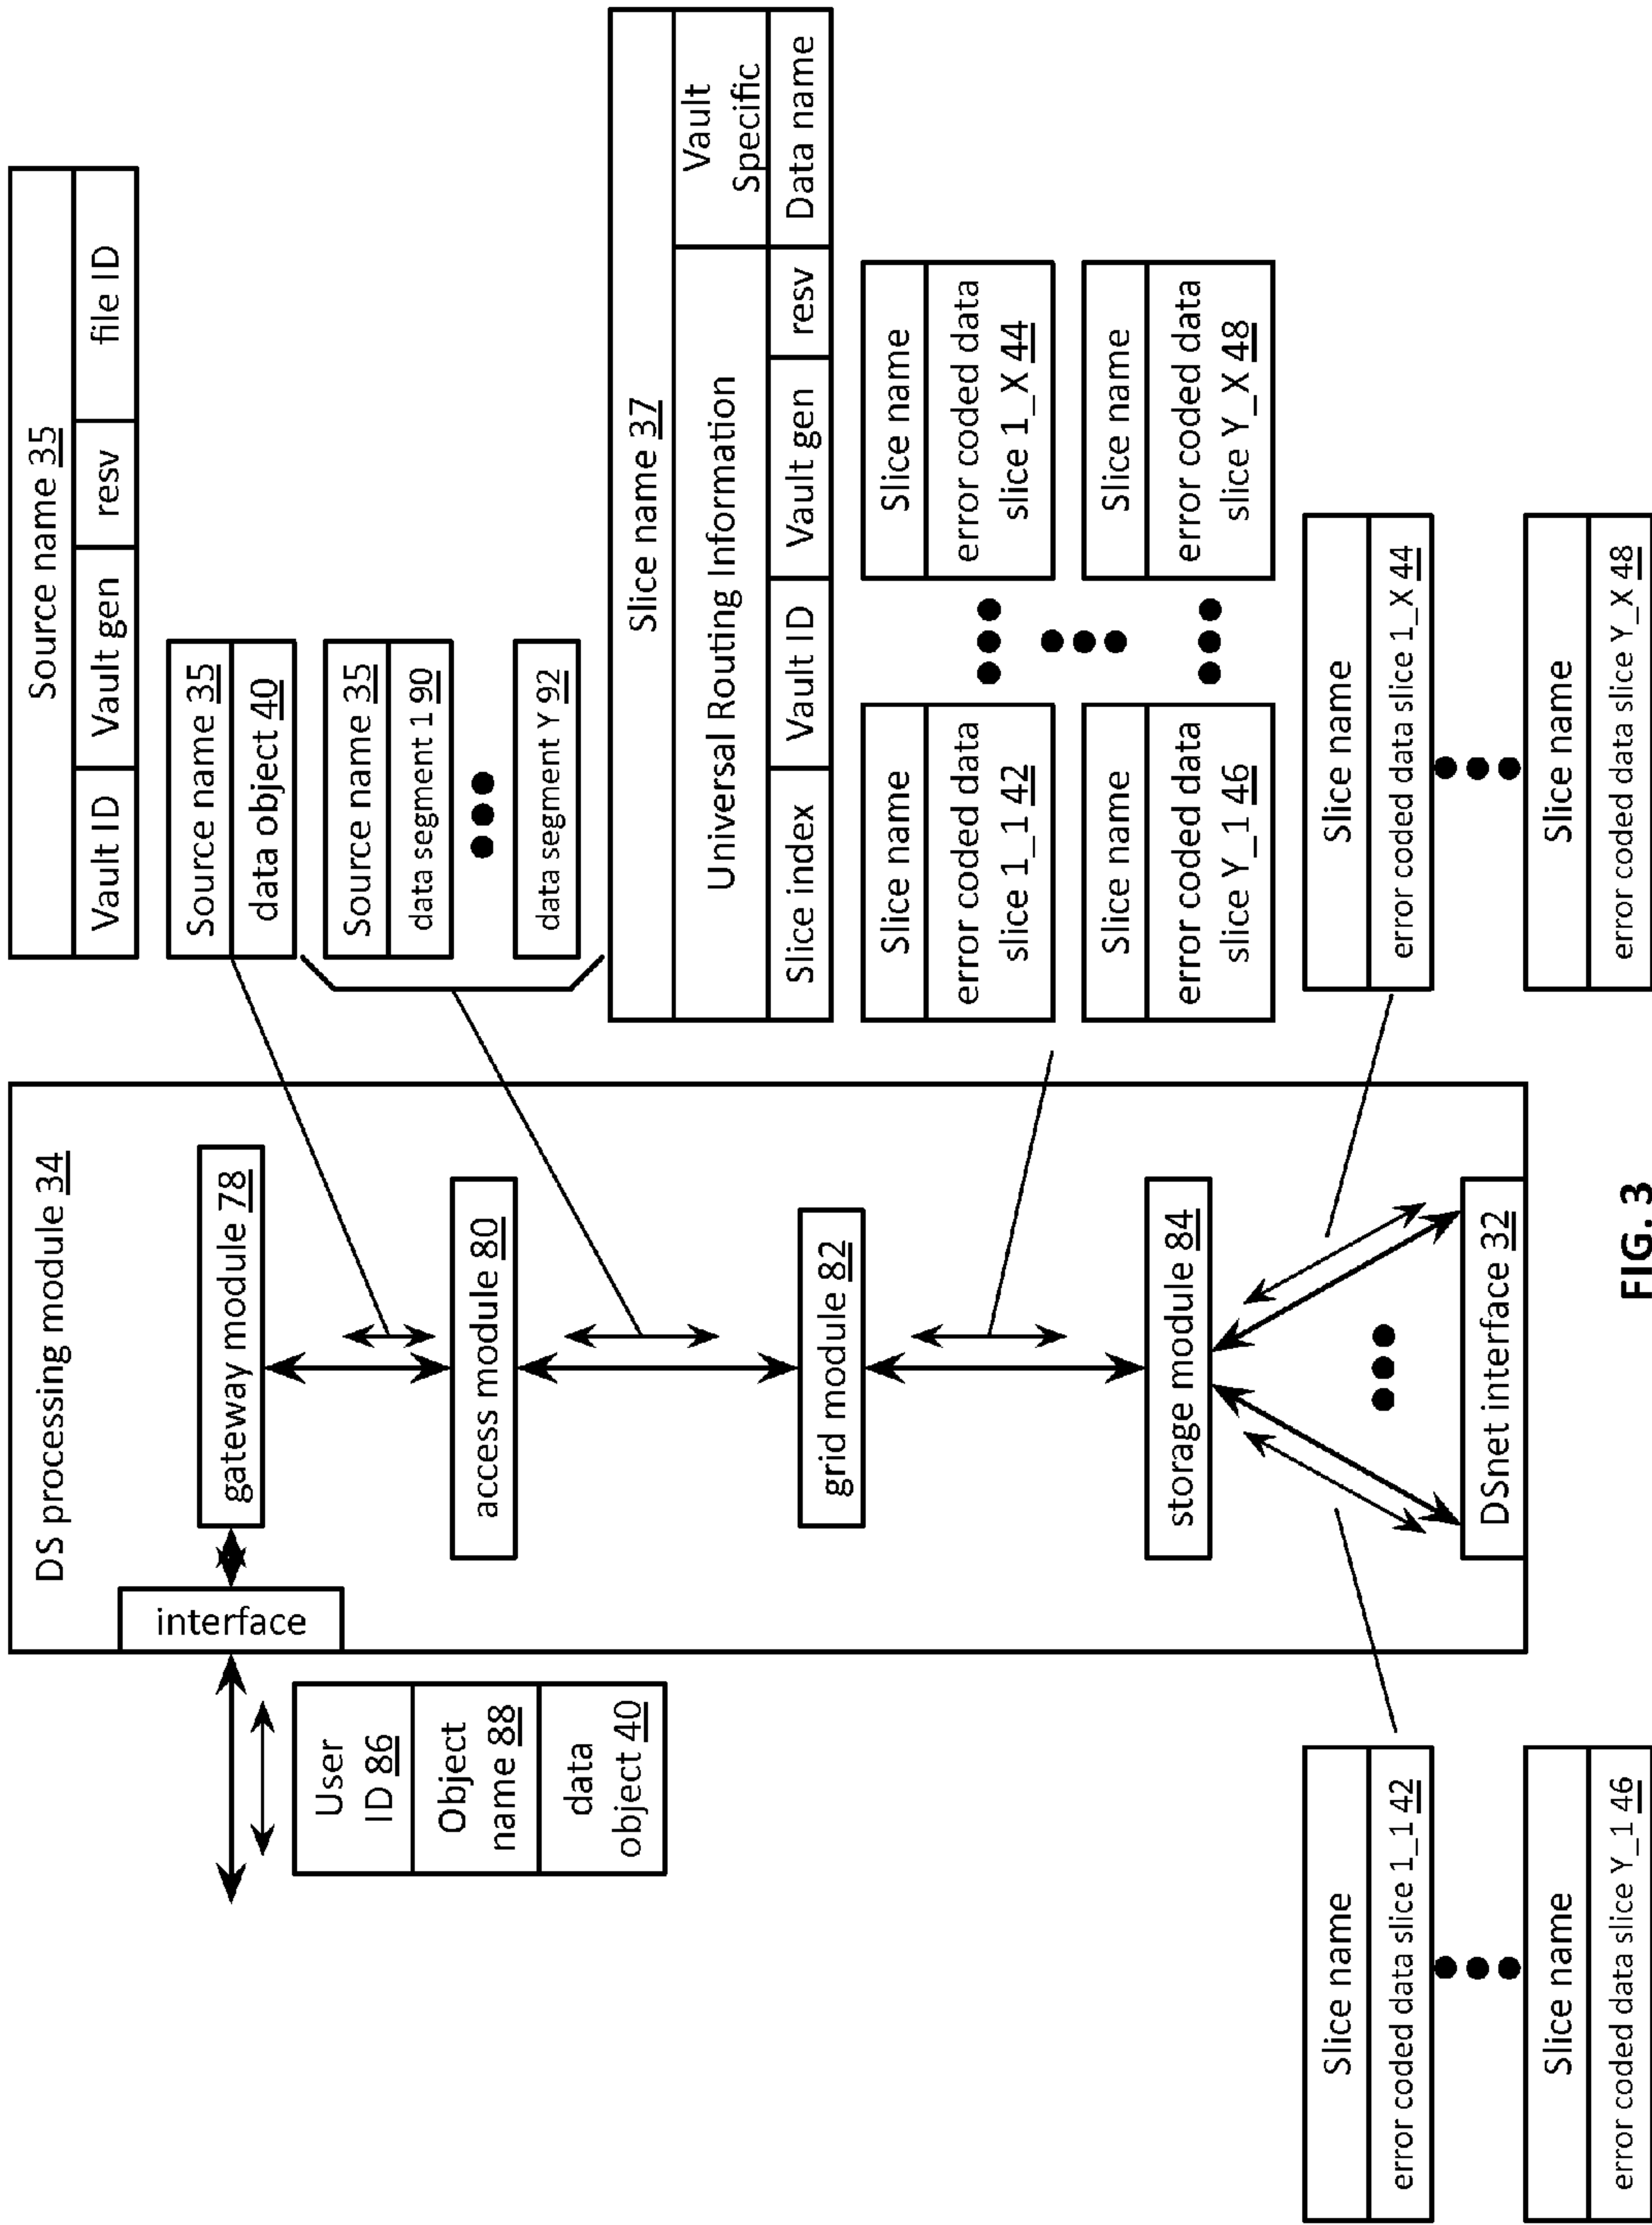 DS processing module 34
interface
gateway module 78
access module 80
grid module 82
storage module 84
DSnet interface 32
User
ID 86
Object
name 88
data
object 40
Source name 35
Vault ID
Vault gen
resv
file ID
Source name 35
data object 40
Source name 35
data segment 1 90
data segment Y 92
Slice name 37
Universal Routing Information
Vault
Specific
Slice index
Vault ID
Vault gen
resv
Data name
Slice name
error coded data
slice 1_1 42
Slice name
error coded data
slice 1_X 44
Slice name
error coded data
slice Y_1 46
Slice name
error coded data
slice Y_X 48
Slice name
error coded data slice 1_1 42
Slice name
error coded data slice Y_1 46
Slice name
error coded data slice 1_X 44
Slice name
error coded data slice Y_X 48
FIG. 3